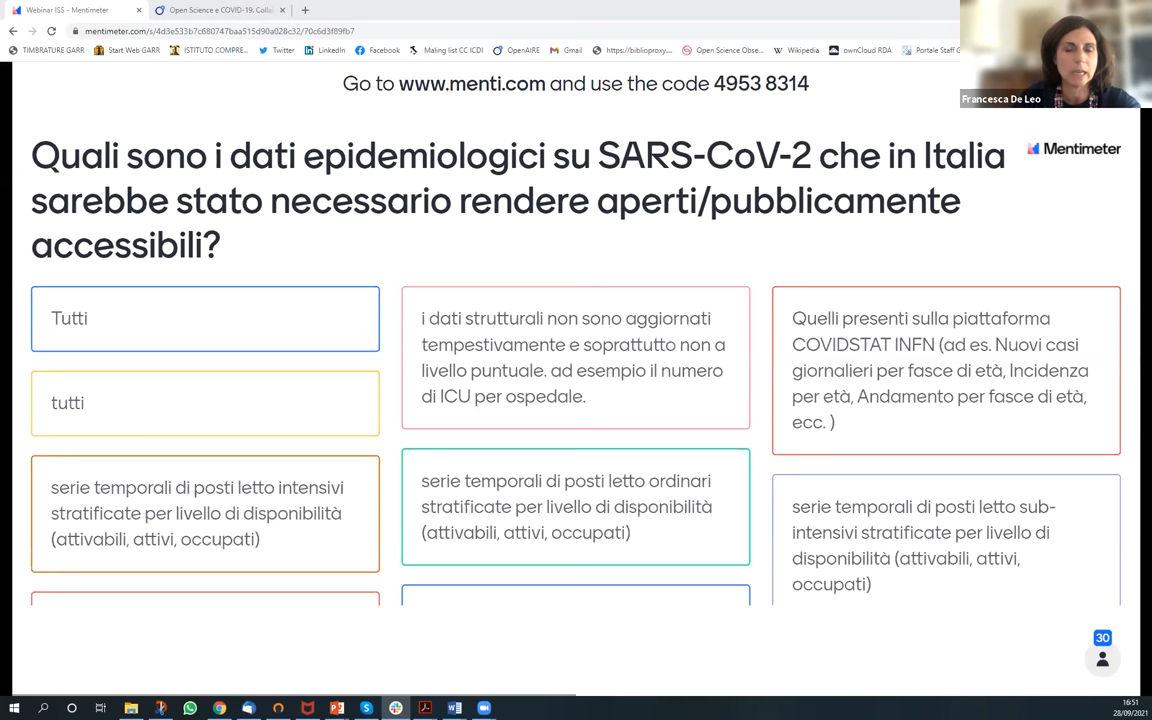 Webinar ISS - Mentimeter
Open Science e COVID-19. Colla
mentimeter.com/s/4d3e533b7c680747baa515d90a028c32/70c6d3f89fb7
TIMBRATURE GARR
Start Web GARR
ISTITUTO COMPRE...
Twitter
LinkedIn
Facebook
Maling list CC ICDI
OpenAIRE
Gmail
https://biblioproxy....
Open Science Obse...
Wikipedia
ownCloud RDA
Portale Staff G
Francesca De Leo
Go to www.menti.com and use the code 4953 8314
Mentimeter
Quali sono i dati epidemiologici su SARS-CoV-2 che in Italia
sarebbe stato necessario rendere aperti/pubblicamente
accessibili?
Tutti
tutti
serie temporali di posti letto intensivi
stratificate per livello di disponibilità
(attivabili, attivi, occupati)
i dati strutturali non sono aggiornati
tempestivamente e soprattutto non a
livello puntuale. ad esempio il numero
di ICU per ospedale.
serie temporali di posti letto ordinari
stratificate per livello di disponibilità
(attivabili, attivi, occupati)
Quelli presenti sulla piattaforma
COVIDSTAT INFN (ad es. Nuovi casi
giornalieri per fasce di età, Incidenza
per età, Andamento per fasce di età,
ecc. )
serie temporali di posti letto sub-
intensivi stratificate per livello di
disponibilità (attivabili, attivi,
occupati)
30
16:51
28/09/2021